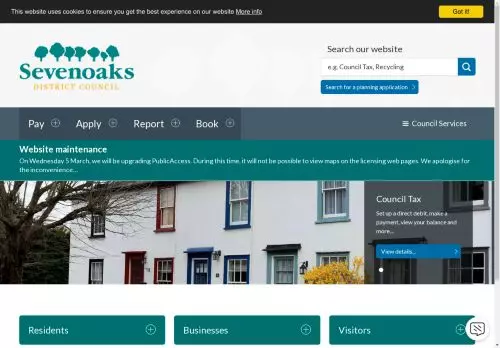 This website uses cookies to ensure you get the best experience on our website More info
Got it!
Sevenoaks
DISTRICT COUNCIL
Search our website
e.g. Council Tax, Recycling
Search for a planning application
Pay
Apply
Report
Book
Council Services
Website maintenance
On Wednesday 5 March, we will be upgrading PublicAccess. During this time, it will not be possible to view maps on the licensing web pages. We apologise for
the inconvenience...
Council Tax
Set up a direct debit, make a
payment, view your balance and
more...
View details...
Residents
Businesses
Visitors